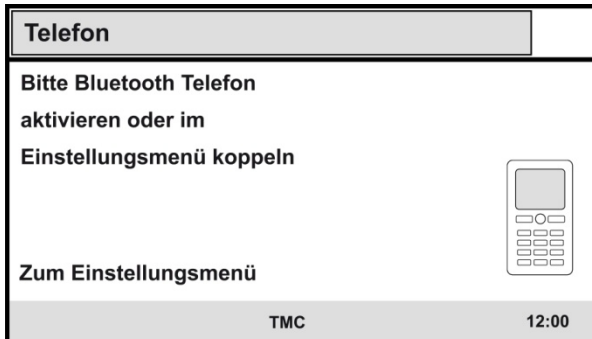 Telefon
Bitte Bluetooth Telefon
aktivieren oder im
Einstellungsmenü koppeln
Zum Einstellungsmenü
TMC 12:00